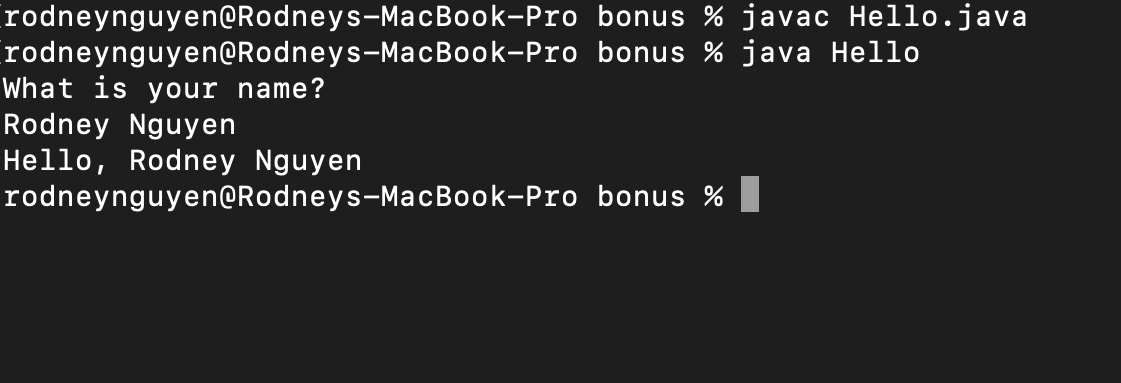 rodneynguyen@Rodneys-MacBook-Pro bonus % javac Hello.java
rodneynguyen@Rodneys-MacBook-Pro bonus % java Hello
What is your name?
Rodney Nguyen
Hello, Rodney Nguyen
rodneynguyen@Rodneys-MacBook-Pro bonus %